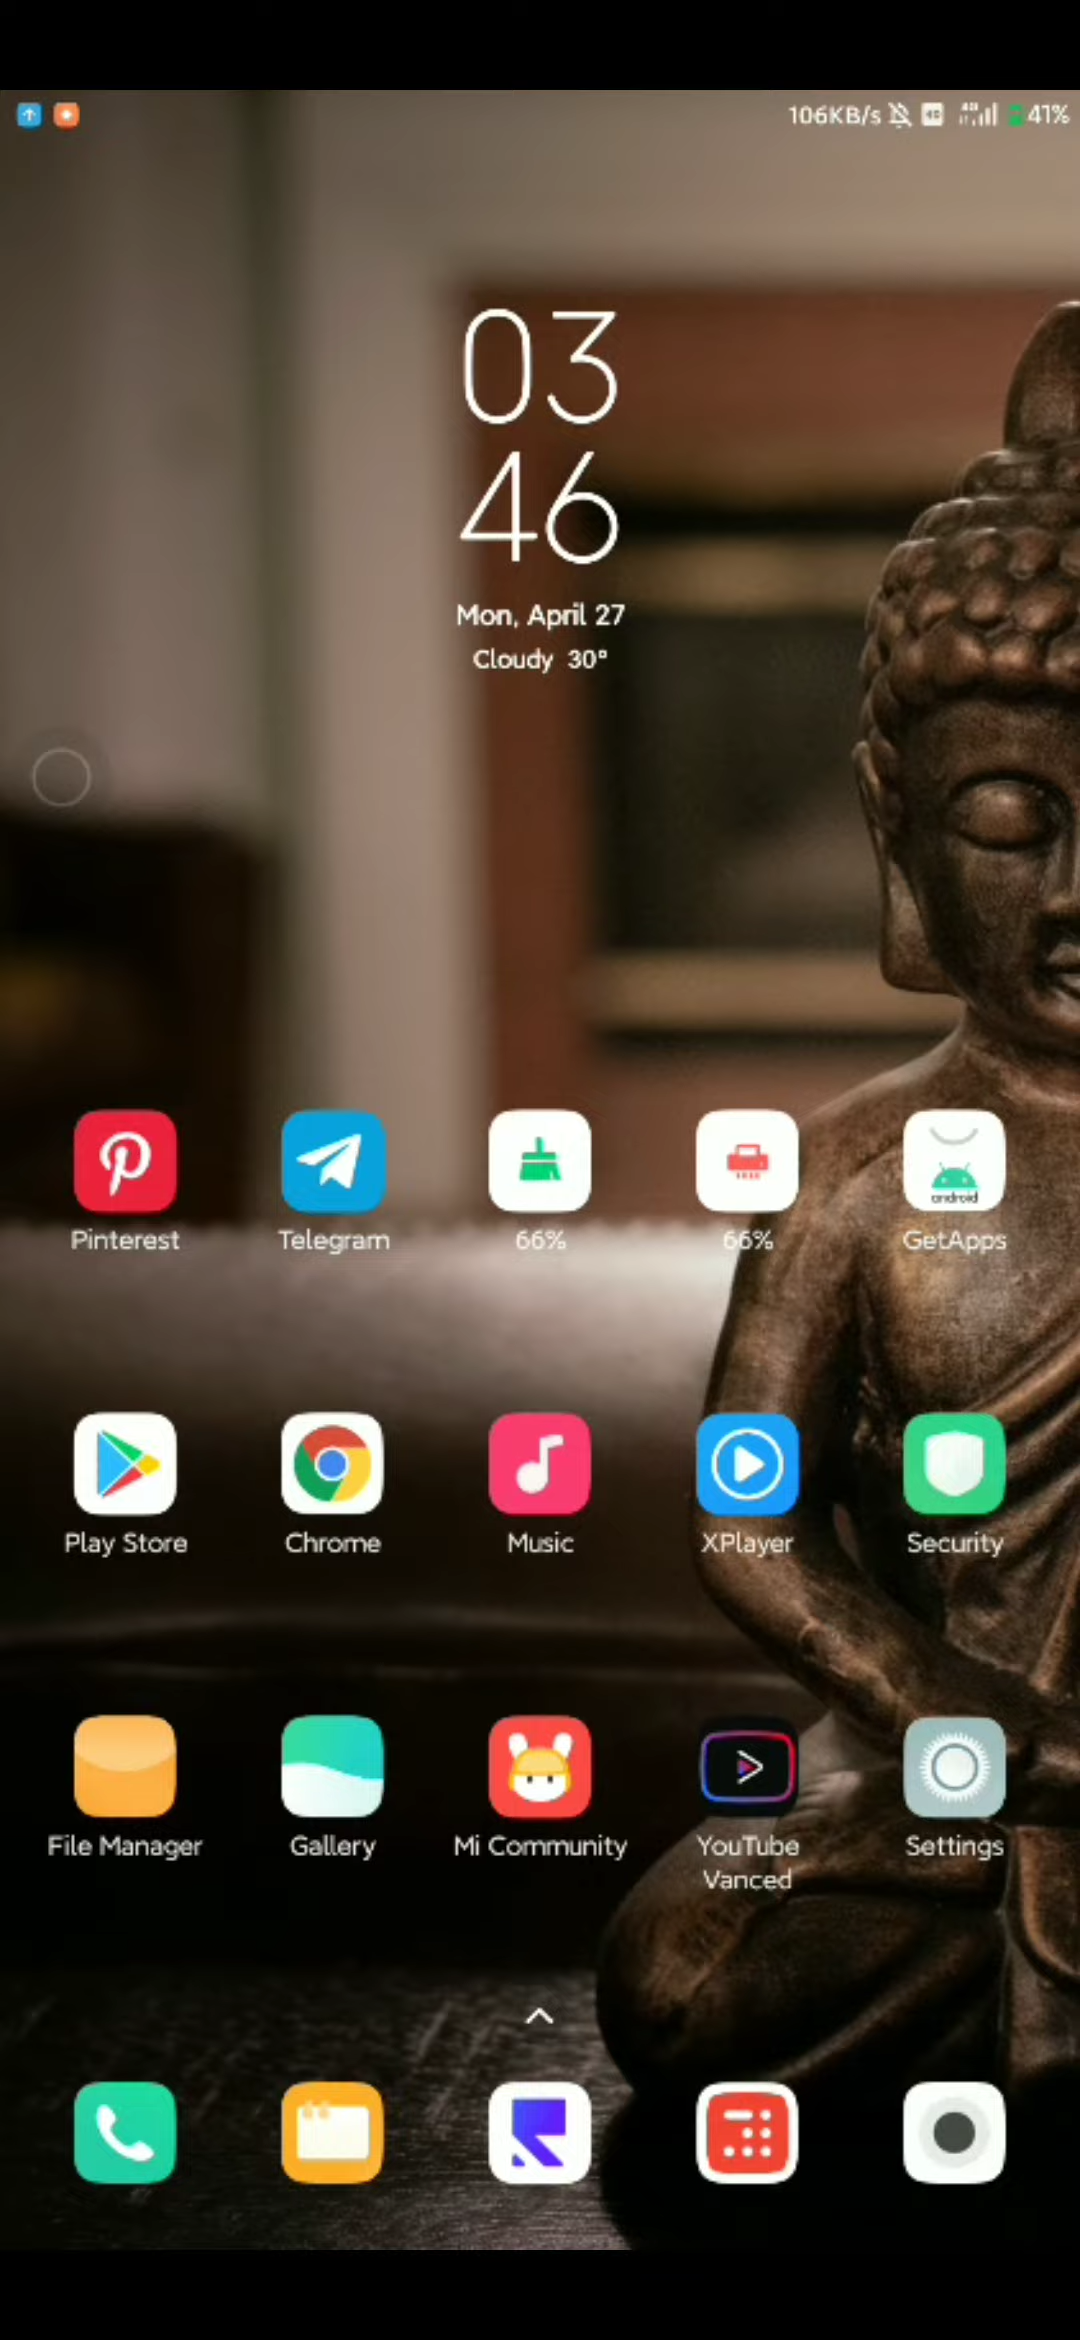 106KB/s 41%
03
46
Mon, April 27
Cloudy 30°
Pinterest Telegram 66% 66% GetApps
android
Play Store Chrome Music XPlayer Security
File Manager Gallery Mi Community YouTube Settings
Vanced